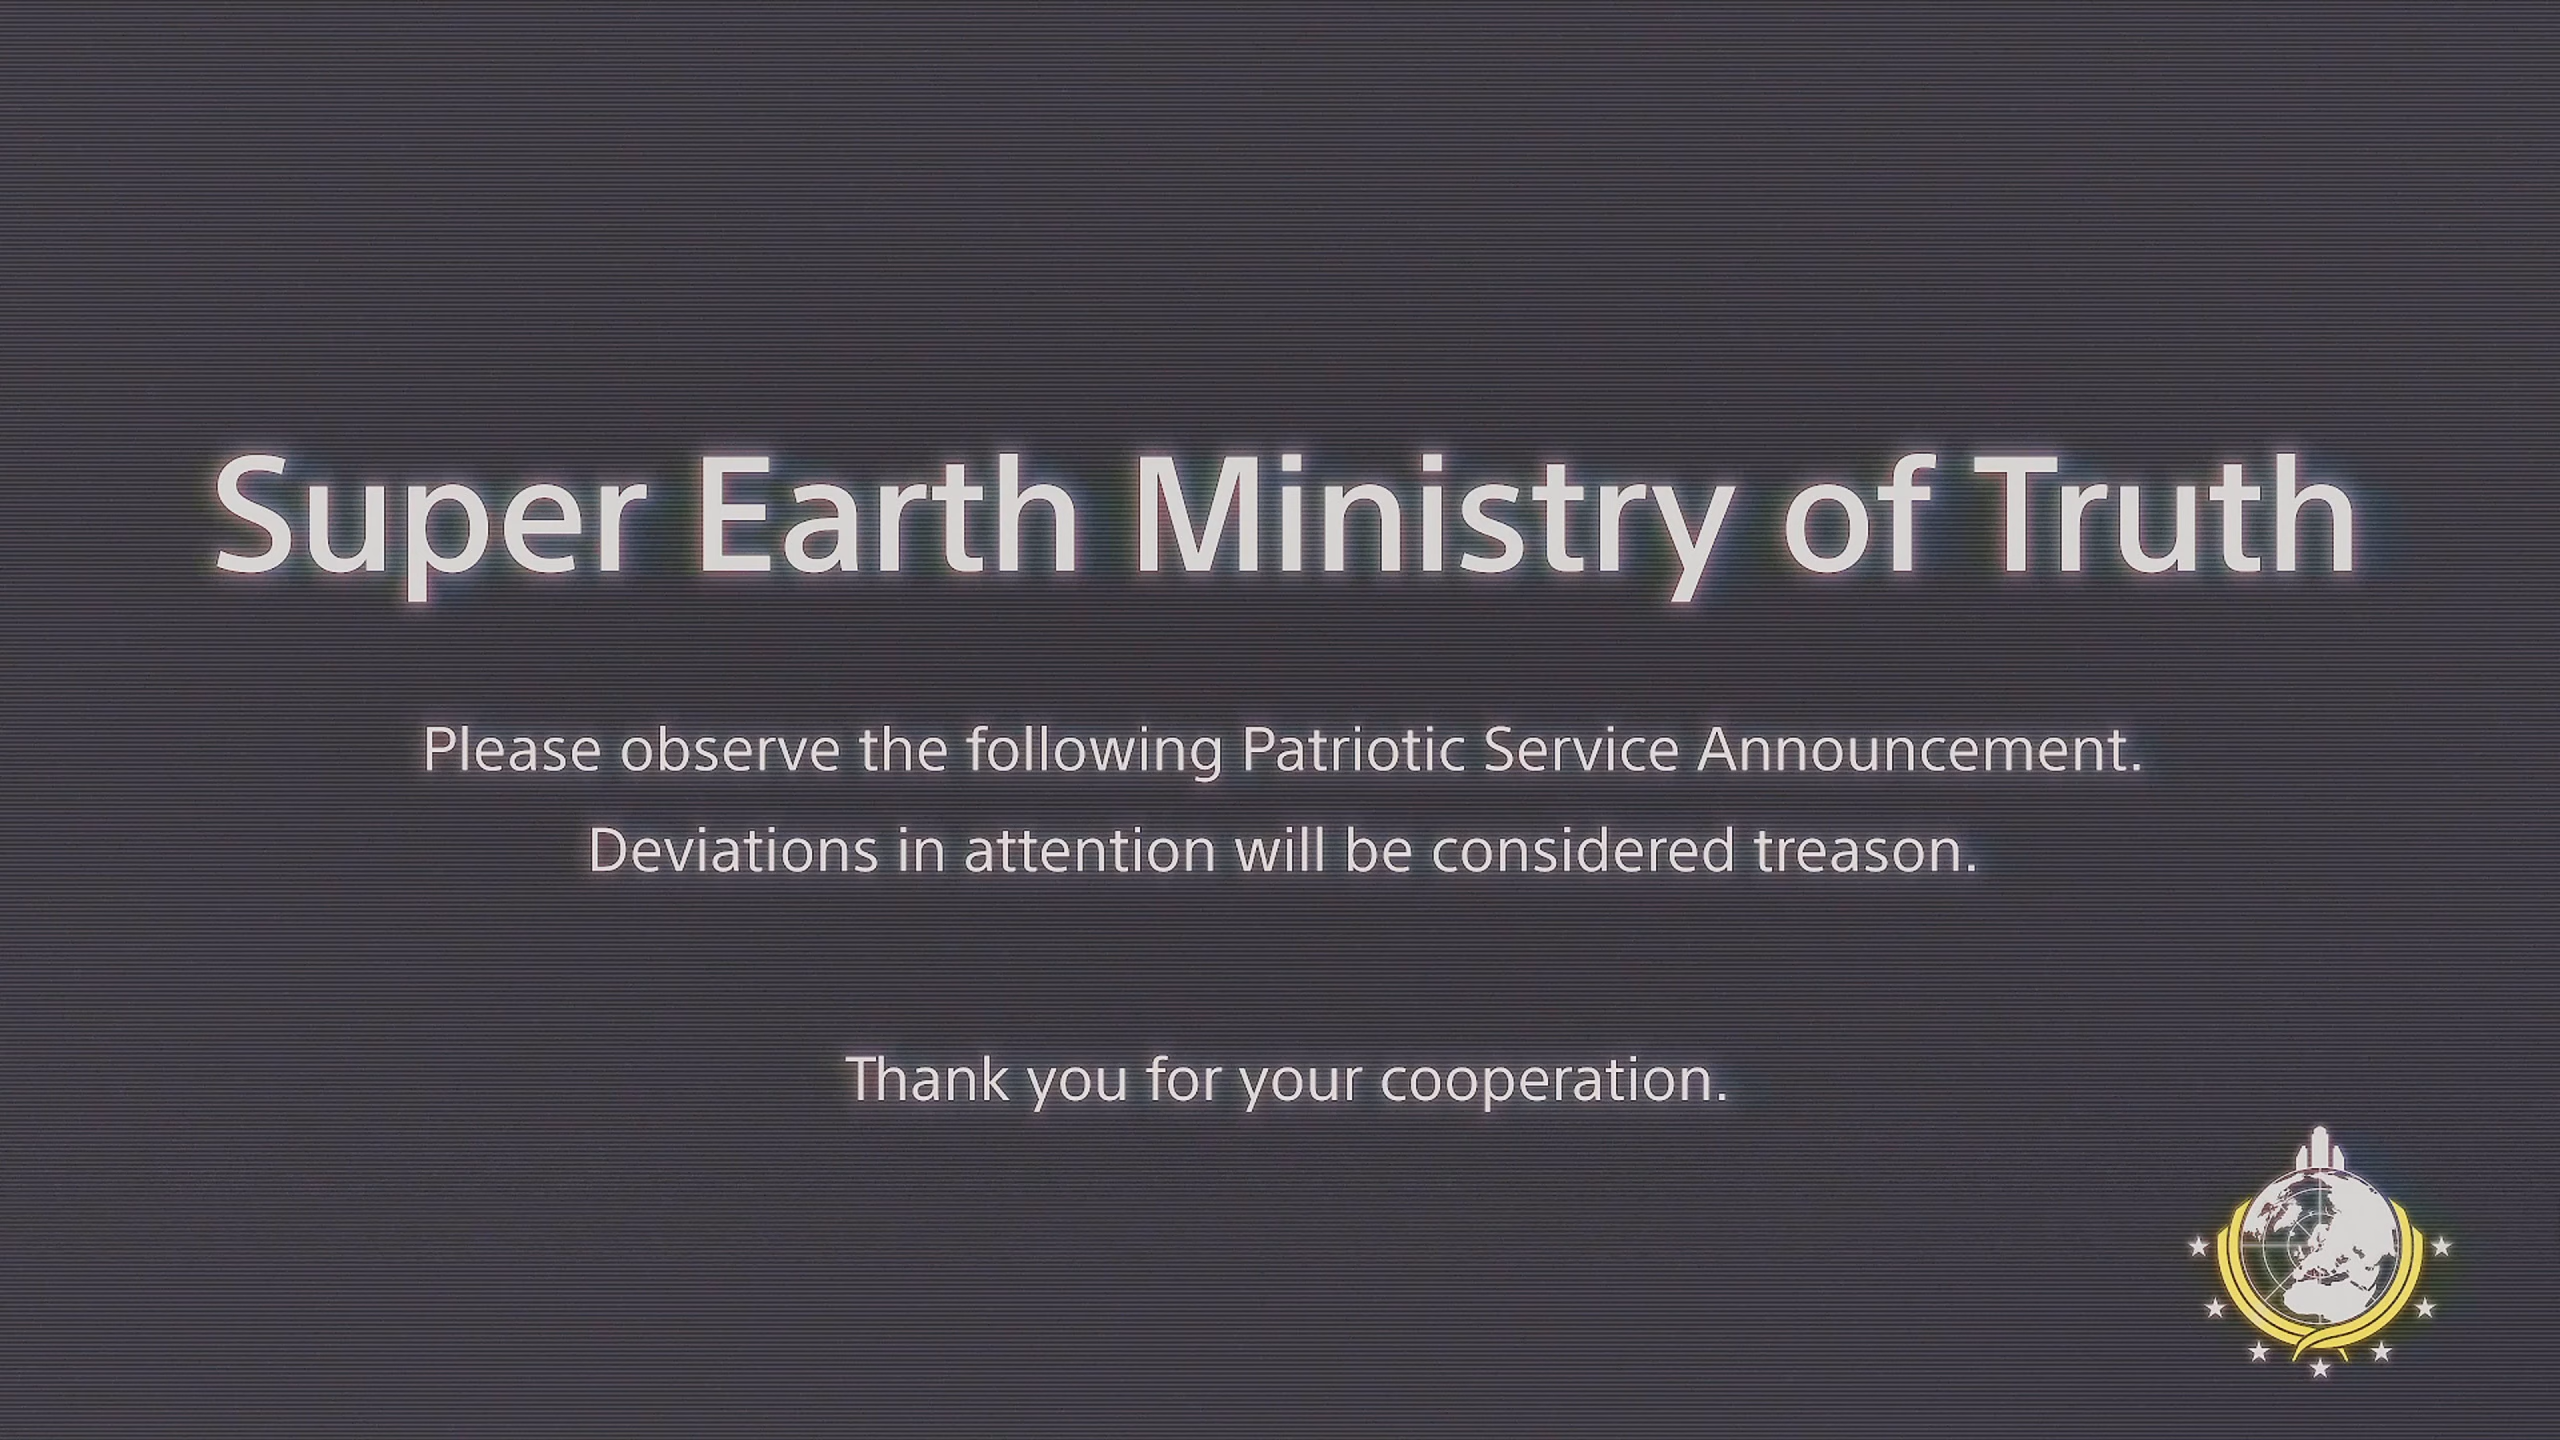 Super Earth Ministry of Truth
Please observe the following Patriotic Service Announcement.
Deviations in attention will be considered treason.
Thank you for your cooperation.